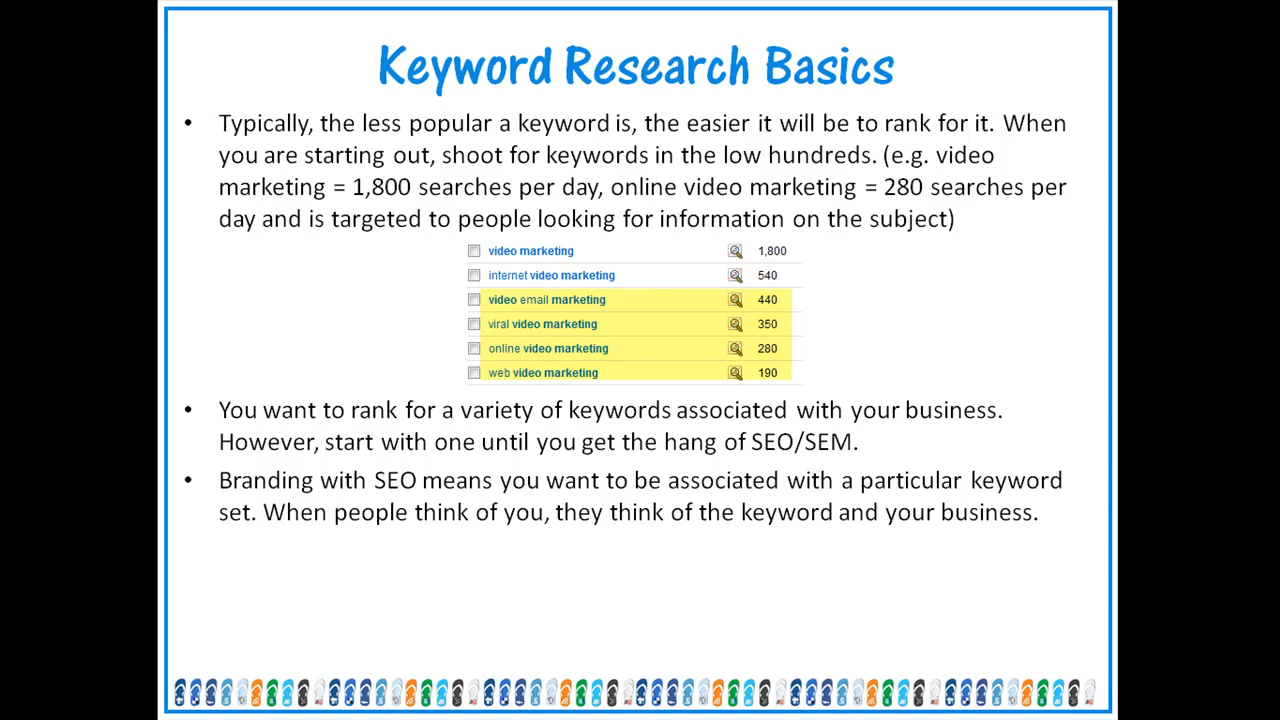 Keyword Research Basics
• Typically, the less popular a keyword is, the easier it will be to rank for it. When
you are starting out, shoot for keywords in the low hundreds. (e.g. video
marketing = 1,800 searches per day, online video marketing = 280 searches per
day and is targeted to people looking for information on the subject)
video marketing 1,800
internet video marketing 540
video email marketing 440
viral video marketing 350
online video marketing 280
web video marketing 190
• You want to rank for a variety of keywords associated with your business.
However, start with one until you get the hang of SEO/SEM.
• Branding with SEO means you want to be associated with a particular keyword
set. When people think of you, they think of the keyword and your business.